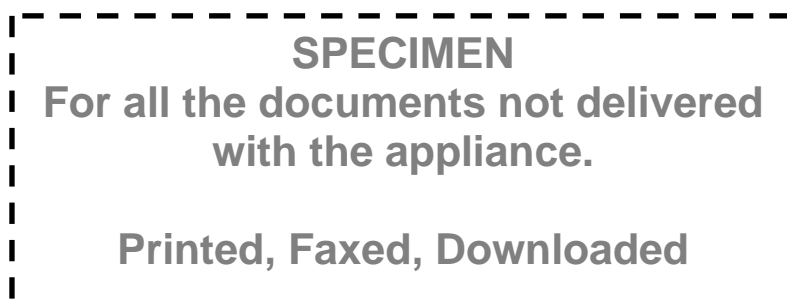 SPECIMEN
For all the documents not delivered
with the appliance.
Printed, Faxed, Downloaded